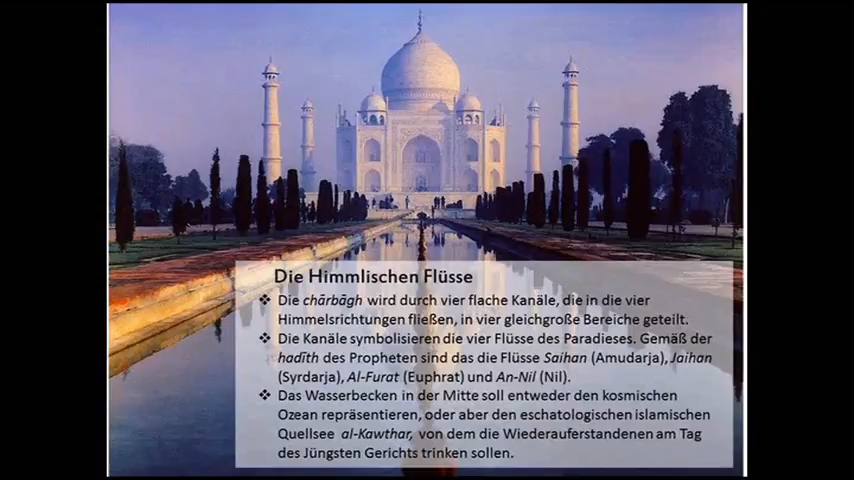 Die Himmlischen Flüsse
❖ Die chārbāgh wird durch vier flache Kanäle, die in die vier
Himmelsrichtungen fließen, in vier gleichgroße Bereiche geteilt.
❖ Die Kanäle symbolisieren die vier Flüsse des Paradieses. Gemäß der
hadīth des Propheten sind das die Flüsse Saihan (Amudarja), Jaihan
(Syrdarja), Al-Furat (Euphrat) und An-Nil (Nil).
❖ Das Wasserbecken in der Mitte soll entweder den kosmischen
Ozean repräsentieren, oder aber den eschatologischen islamischen
Quellsee al-Kawthar, von dem die Wiederauferstandenen am Tag
des Jüngsten Gerichts trinken sollen.